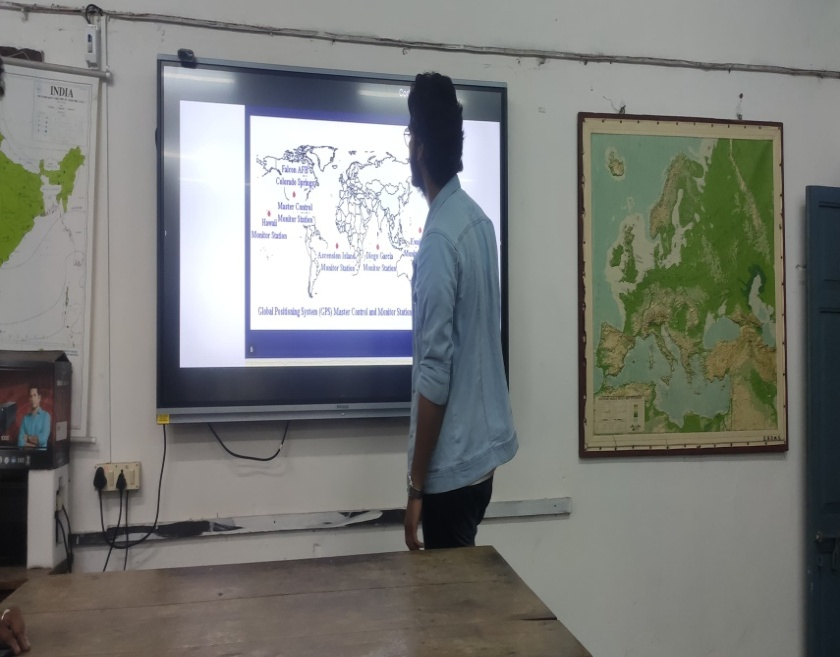 INDIA
Falcon AFB
Colorado Springs
Master Control
Monitor Station
Hawaii
Monitor Station
Ascension Island
Monitor Station
Diego Garcia
Monitor Station
Global Positioning System (GPS) Master Control and Monitor Station